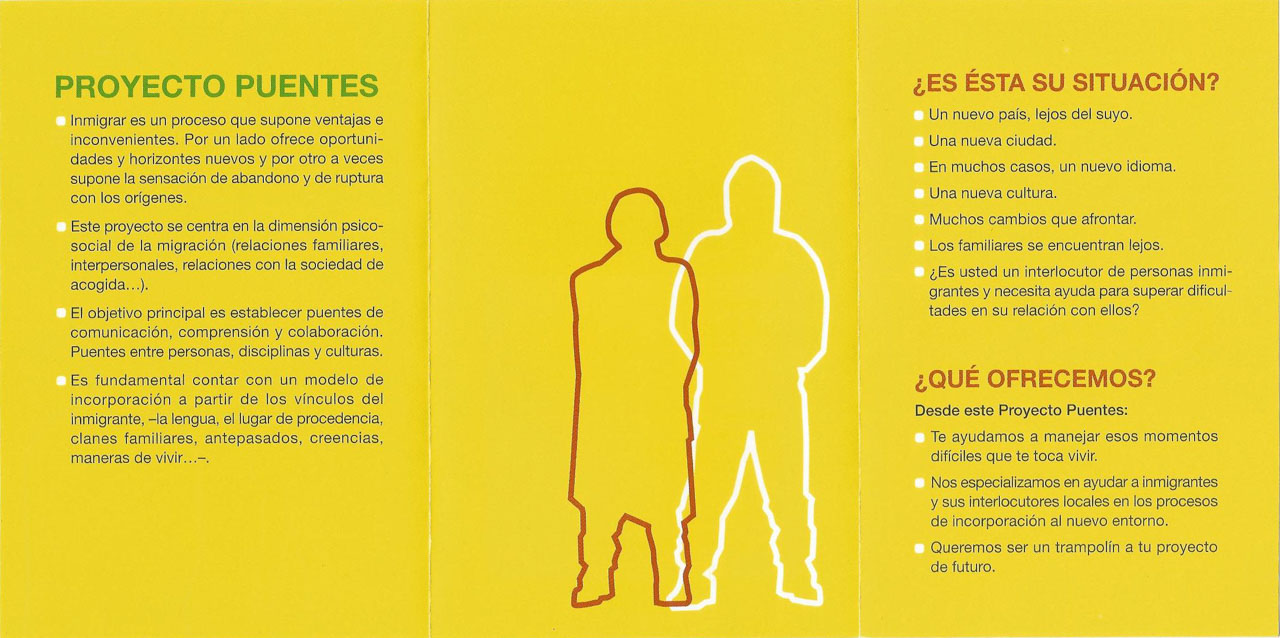 PROYECTO PUENTES
Inmigrar es un proceso que supone ventajas e
inconvenientes. Por un lado ofrece oportuni-
dades y horizontes nuevos y por otro a veces
supone la sensación de abandono y de ruptura
con los orígenes.
Este proyecto se centra en la dimensión psico-
social de la migración (relaciones familiares,
interpersonales, relaciones con la sociedad de
acogida...).
El objetivo principal es establecer puentes de
comunicación, comprensión y colaboración.
Puentes entre personas, disciplinas y culturas.
Es fundamental contar con un modelo de
incorporación a partir de los vínculos del
inmigrante, –la lengua, el lugar de procedencia,
clanes familiares, antepasados, creencias,
maneras de vivir...–.
¿ES ÉSTA SU SITUACIÓN?
Un nuevo país, lejos del suyo.
Una nueva ciudad.
En muchos casos, un nuevo idioma.
Una nueva cultura.
Muchos cambios que afrontar.
Los familiares se encuentran lejos.
¿Es usted un interlocutor de personas inmi-
grantes y necesita ayuda para superar dificul-
tades en su relación con ellos?
¿QUÉ OFRECEMOS?
Desde este Proyecto Puentes:
Te ayudamos a manejar esos momentos
difíciles que te toca vivir.
Nos especializamos en ayudar a inmigrantes
y sus interlocutores locales en los procesos
de incorporación al nuevo entorno.
Queremos ser un trampolín a tu proyecto
de futuro.